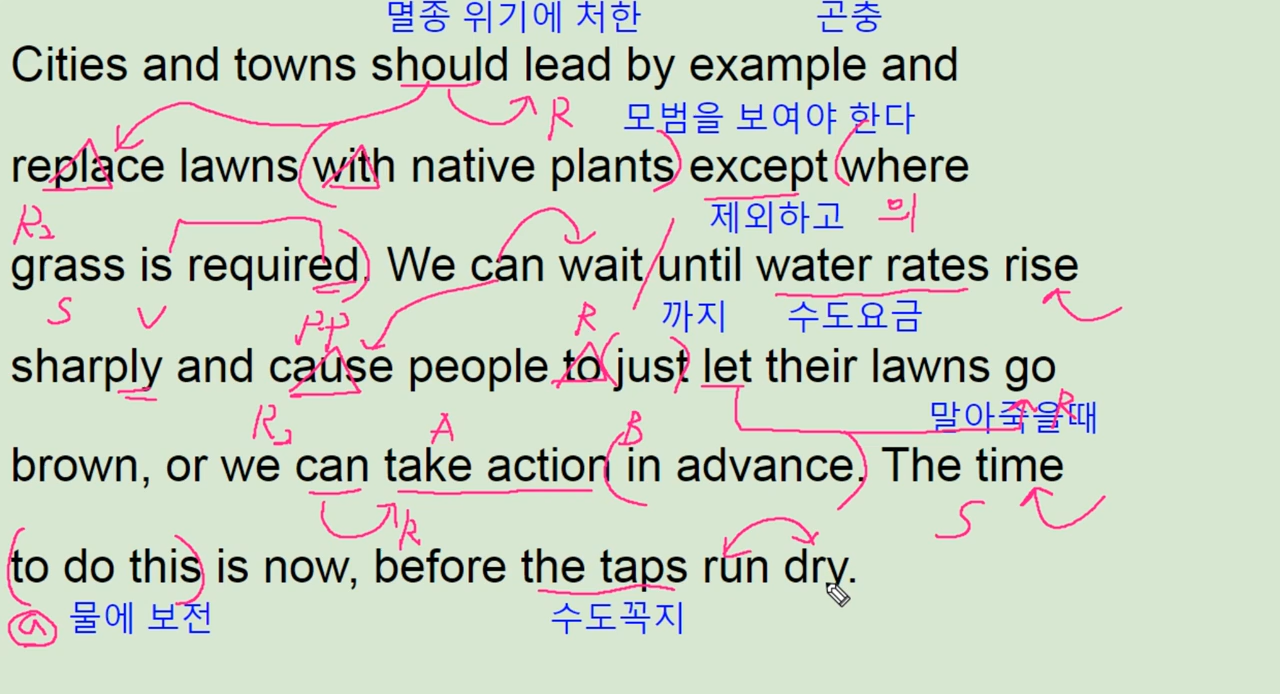 멸종 위기에 처한 곤충
Cities and towns should lead by example and
R 모범을 보여야 한다
replace lawns with native plants except where
R₂ 제외하고 의
grass is required. We can wait until water rates rise
S V PP R 까지 수도요금
sharply and cause people to just let their lawns go
R₂ A B 말아죽을때 R
brown, or we can take action in advance. The time
R S
to do this is now, before the taps run dry.
ⓐ 물에 보전 수도꼭지